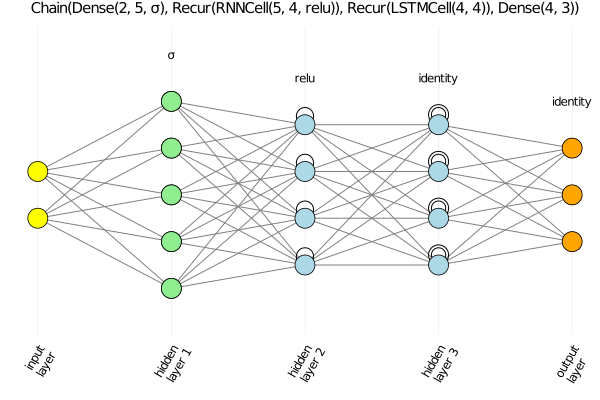 Chain(Dense(2, 5, σ), Recur(RNNCell(5, 4, relu)), Recur(LSTMCell(4, 4)), Dense(4, 3))
σ
relu
identity
identity
input
layer
hidden
layer 1
hidden
layer 2
hidden
layer 3
output
layer